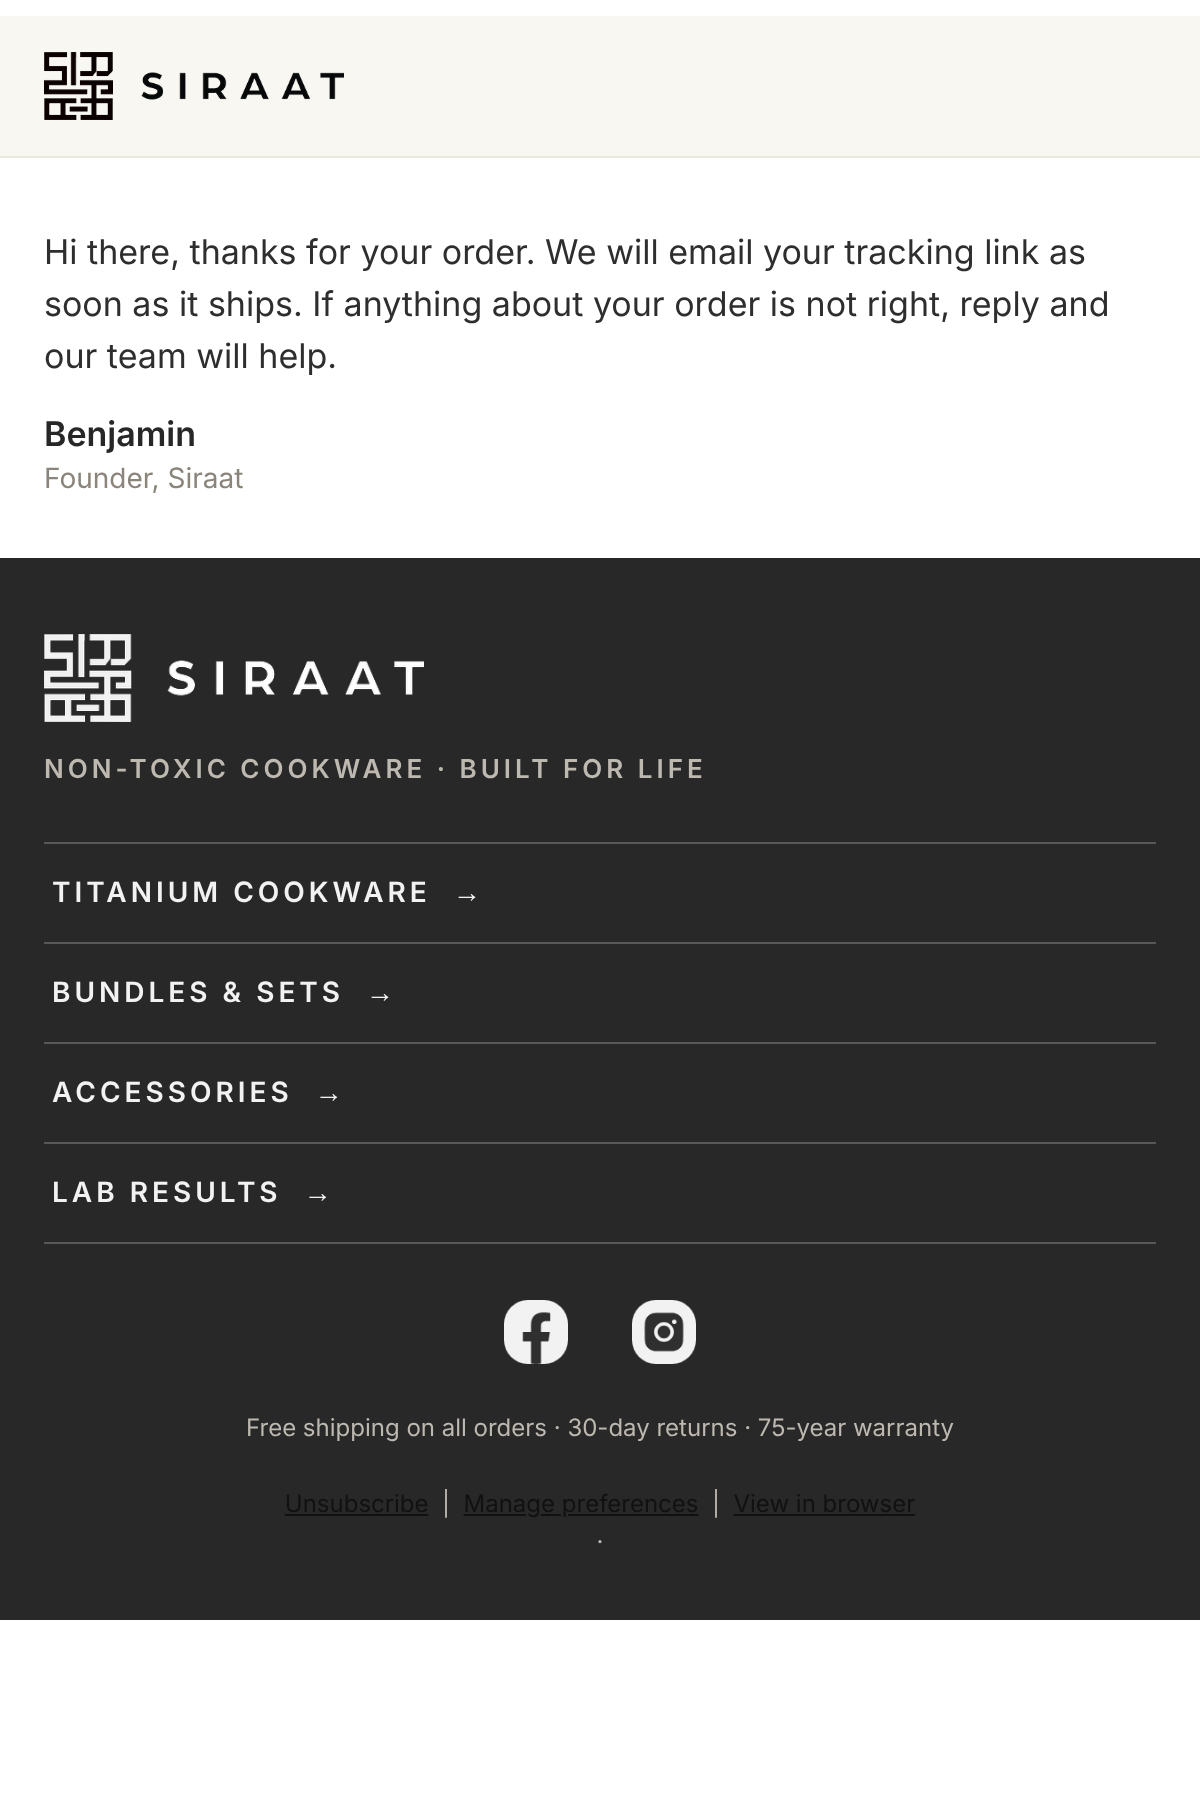 SIRAAT
Hi there, thanks for your order. We will email your tracking link as
soon as it ships. If anything about your order is not right, reply and
our team will help.
Benjamin
Founder, Siraat
SIRAAT
NON-TOXIC COOKWARE · BUILT FOR LIFE
TITANIUM COOKWARE →
BUNDLES & SETS →
ACCESSORIES →
LAB RESULTS →
Free shipping on all orders · 30-day returns · 75-year warranty
Unsubscribe | Manage preferences | View in browser
·